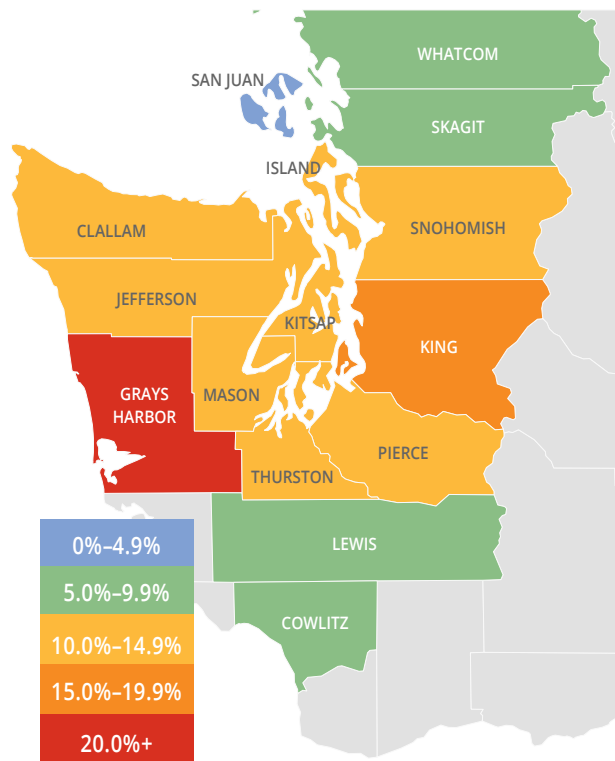 WHATCOM
SAN JUAN
SKAGIT
ISLAND
CLALLAM
SNOHOMISH
JEFFERSON
KITSAP
KING
GRAYS
HARBOR
MASON
PIERCE
THURSTON
LEWIS
COWLITZ
0%–4.9%
5.0%–9.9%
10.0%–14.9%
15.0%–19.9%
20.0%+